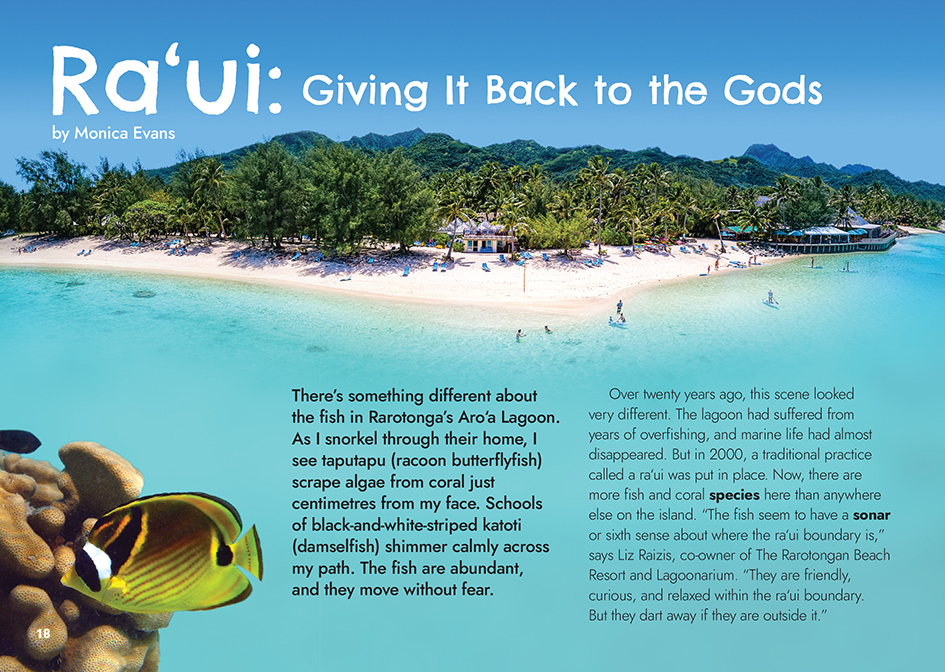 Ra‘ui: Giving It Back to the Gods
by Monica Evans
There’s something different about
the fish in Rarotonga’s Aro‘a Lagoon.
As I snorkel through their home, I
see taputapu (racoon butterflyfish)
scrape algae from coral just
centimetres from my face. Schools
of black-and-white-striped katoti
(damselfish) shimmer calmly across
my path. The fish are abundant,
and they move without fear.
Over twenty years ago, this scene looked
very different. The lagoon had suffered from
years of overfishing, and marine life had almost
disappeared. But in 2000, a traditional practice
called a ra‘ui was put in place. Now, there are
more fish and coral species here than anywhere
else on the island. “The fish seem to have a sonar
or sixth sense about where the ra‘ui boundary is,”
says Liz Raizis, co-owner of The Rarotongan Beach
Resort and Lagoonarium. “They are friendly,
curious, and relaxed within the ra‘ui boundary.
But they dart away if they are outside it.”
18